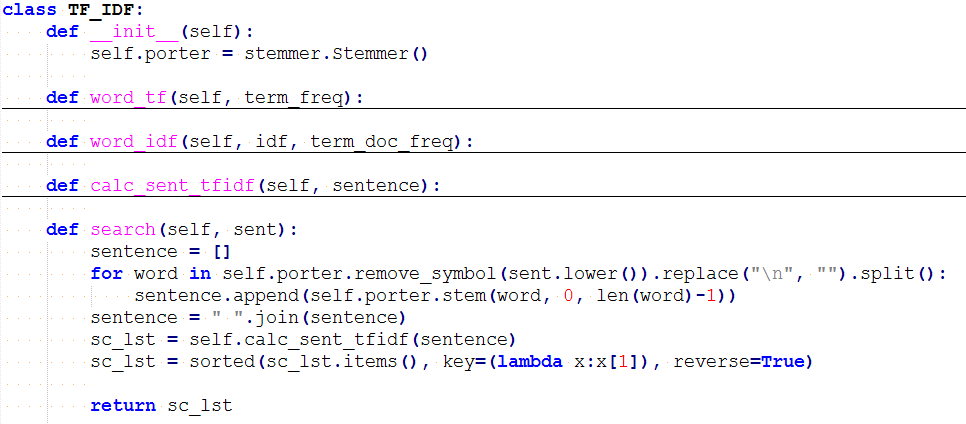 class TF_IDF:
    def __init__(self):
        self.porter = stemmer.Stemmer()
    def word_tf(self, term_freq):
    def word_idf(self, idf, term_doc_freq):
    def calc_sent_tfidf(self, sentence):
    def search(self, sent):
        sentence = []
        for word in self.porter.remove_symbol(sent.lower()).replace("\n", "").split():
            sentence.append(self.porter.stem(word, 0, len(word)-1))
        sentence = " ".join(sentence)
        sc_lst = self.calc_sent_tfidf(sentence)
        sc_lst = sorted(sc_lst.items(), key=(lambda x:x[1]), reverse=True)
        return sc_lst